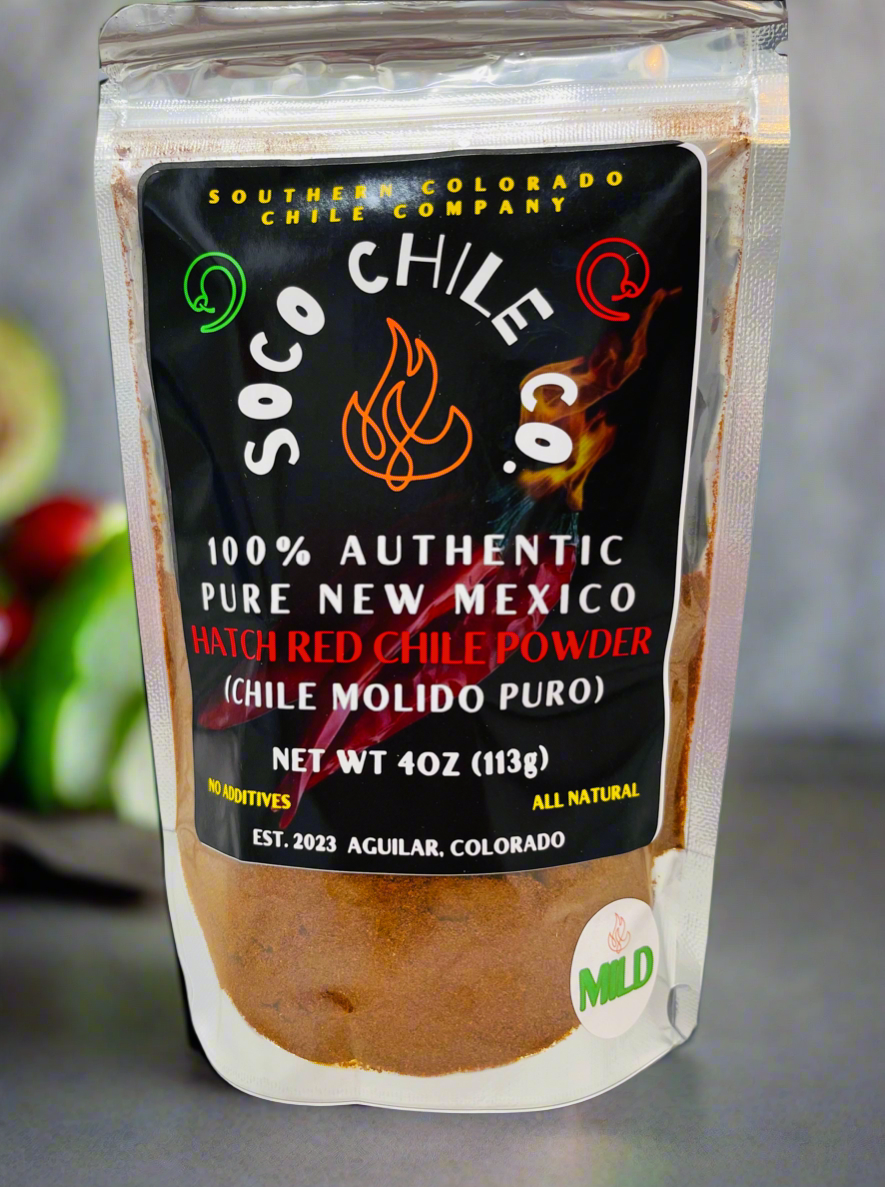 SOUTHERN COLORADO
CHILE COMPANY
SOCO CHILE CO.
100% AUTHENTIC
PURE NEW MEXICO
HATCH RED CHILE POWDER
(CHILE MOLIDO PURO)
NET WT 4OZ (113g)
NO ADDITIVES
ALL NATURAL
EST. 2023 AGUILAR, COLORADO
MILD